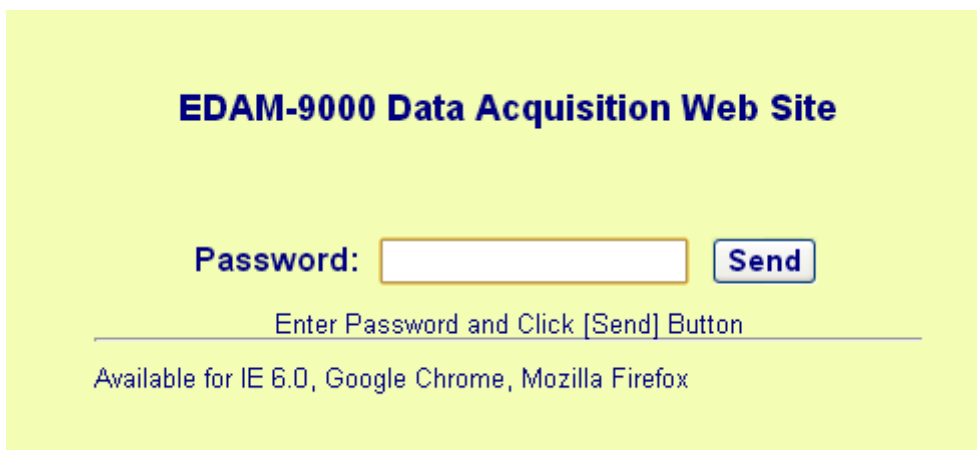 EDAM-9000 Data Acquisition Web Site
Password: Send
Enter Password and Click [Send] Button
Available for IE 6.0, Google Chrome, Mozilla Firefox